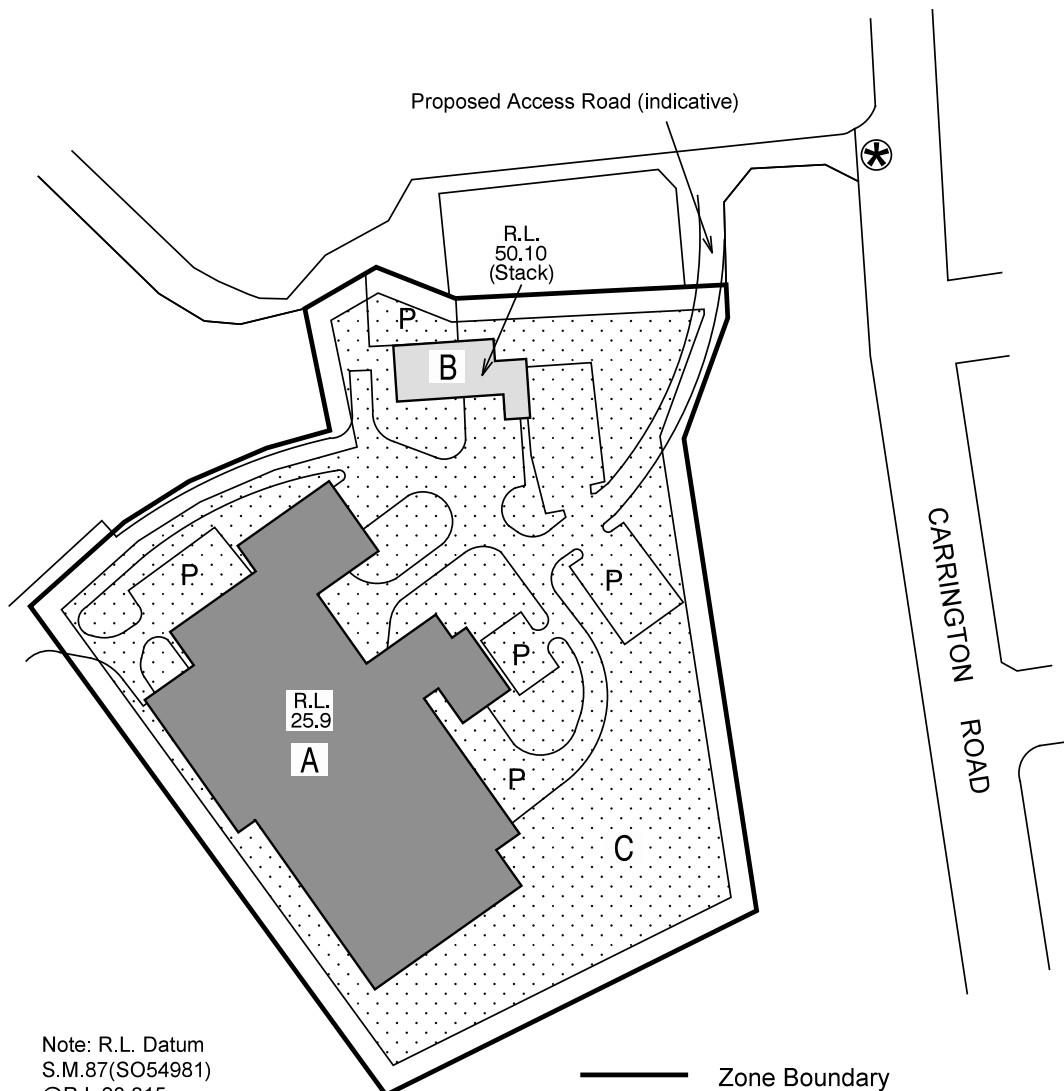 Proposed Access Road (indicative)
R.L.
50.10
(Stack)
P
B
P
P
P
R.L.
25.9
A
P
C
CARRINGTON ROAD
Note: R.L. Datum
S.M.87(SO54981)
Zone Boundary